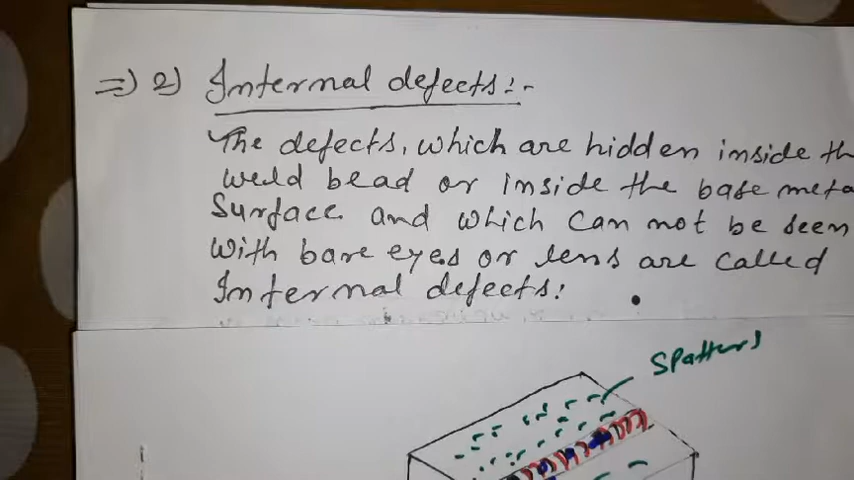 => 2) Internal defects:-
The defects, which are hidden inside th
weld bead or inside the base meta
Surface and which can not be seen
with bare eyes or lens are called
Internal defects:
Spatters